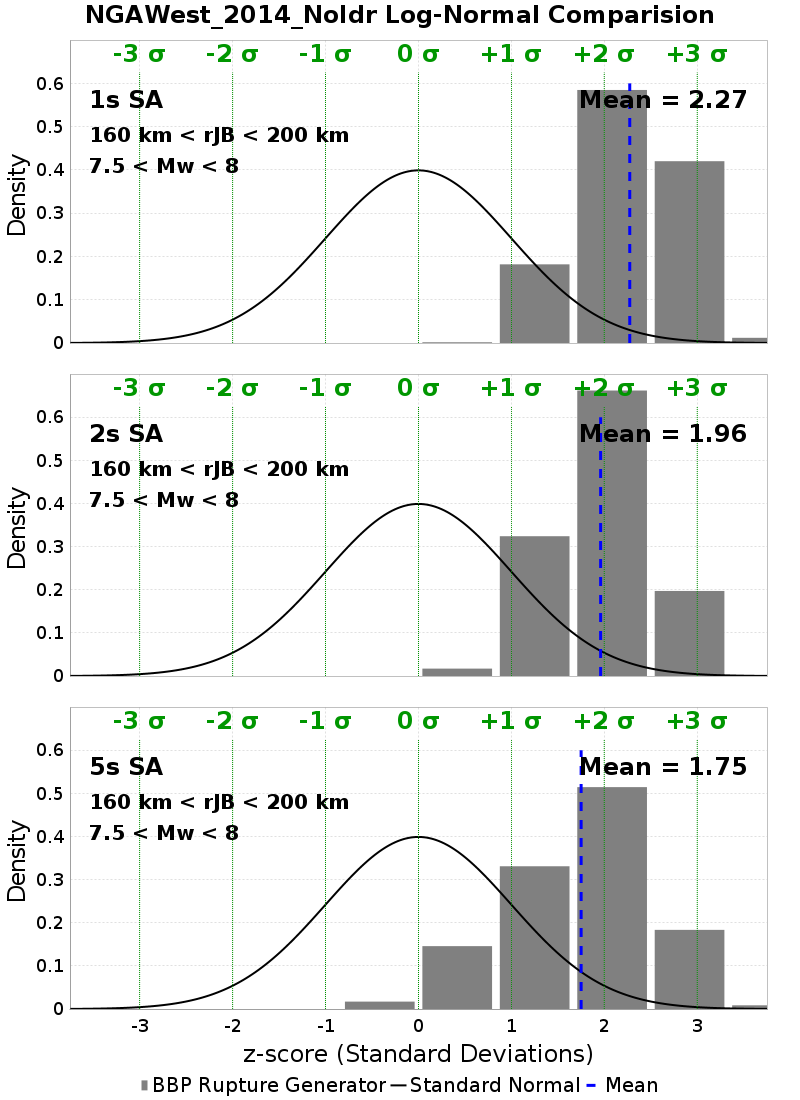 NGAWest_2014_NoIdr Log-Normal Comparision
-3 σ -2 σ -1 σ 0 σ +1 σ +2 σ +3 σ
0.6
1s SA Mean = 2.27
0.5
160 km < rJB < 200 km
7.5 < Mw < 8
0.4
0.3
0.2
0.1
0
Density
-3 σ -2 σ -1 σ 0 σ +1 σ +2 σ +3 σ
0.6
2s SA Mean = 1.96
0.5
160 km < rJB < 200 km
7.5 < Mw < 8
0.4
0.3
0.2
0.1
0
Density
-3 σ -2 σ -1 σ 0 σ +1 σ +2 σ +3 σ
0.6
5s SA Mean = 1.75
0.5
160 km < rJB < 200 km
7.5 < Mw < 8
0.4
0.3
0.2
0.1
0
Density
-3 -2 -1 0 1 2 3
z-score (Standard Deviations)
BBP Rupture Generator Standard Normal Mean